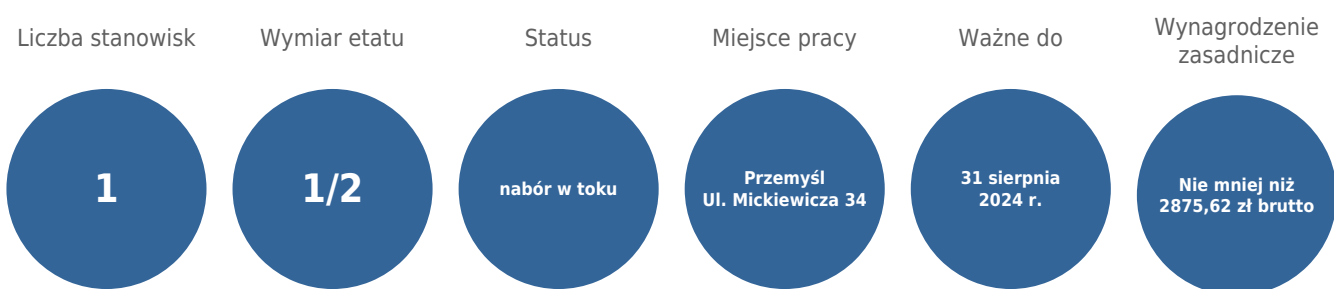 Liczba stanowisk
1
Wymiar etatu
1/2
Status
nabór w toku
Miejsce pracy
Przemyśl
Ul. Mickiewicza 34
Ważne do
31 sierpnia
2024 r.
Wynagrodzenie
zasadnicze
Nie mniej niż
2875,62 zł brutto